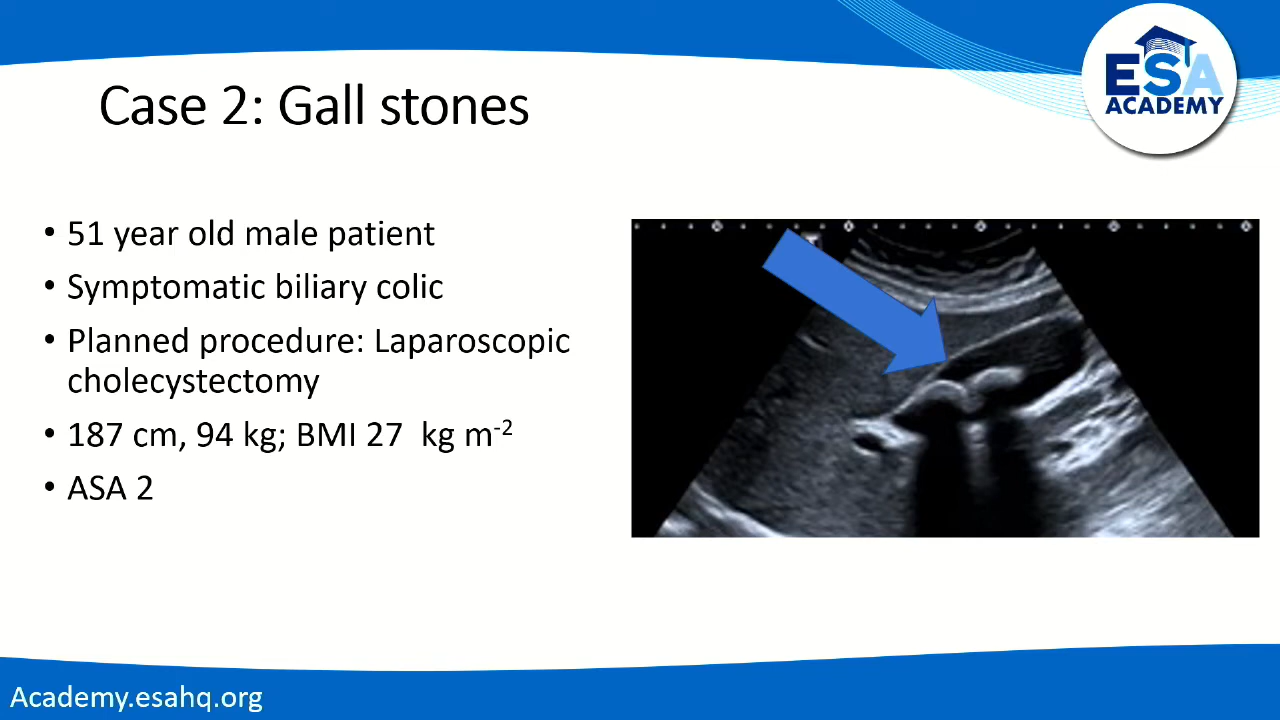 ESA
ACADEMY
Case 2: Gall stones
• 51 year old male patient
• Symptomatic biliary colic
• Planned procedure: Laparoscopic
cholecystectomy
• 187 cm, 94 kg; BMI 27 kg m⁻²
• ASA 2
Academy.esahq.org